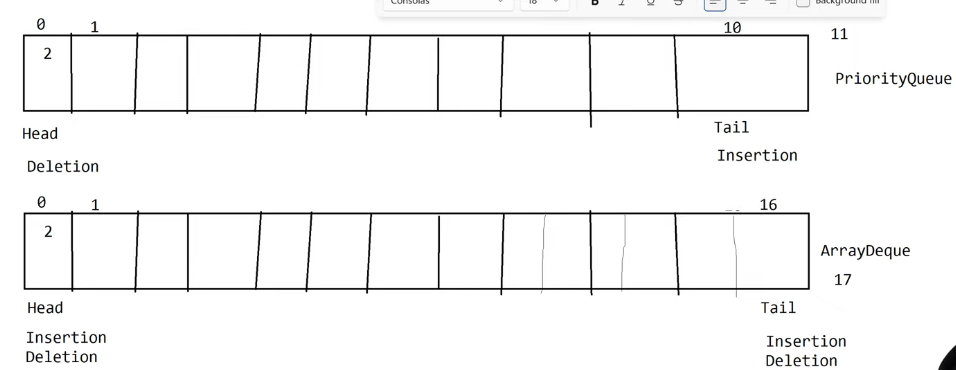 Consolas 18 B I U S Background fill
0 1 10 11
2
PriorityQueue
Head Tail
Deletion Insertion
0 1 16
2
ArrayDeque
17
Head Tail
Insertion Insertion
Deletion Deletion